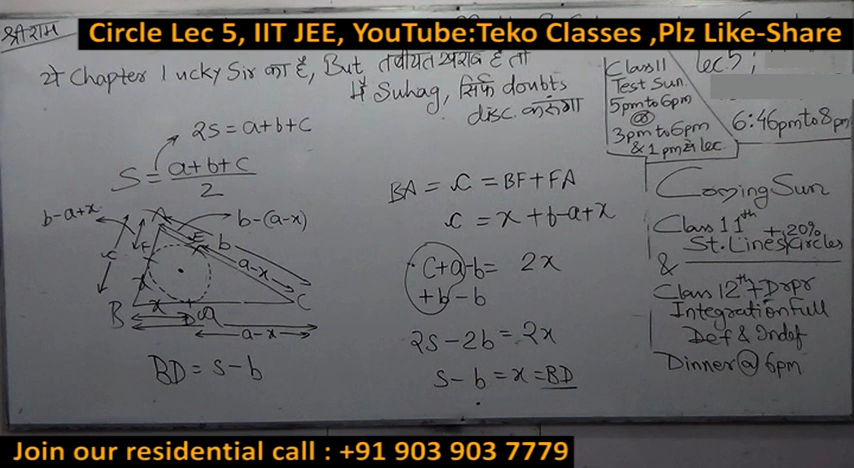 Circle Lec 5, IIT JEE, YouTube:Teko Classes ,Plz Like-Share
श्रीराम
ये Chapter lucky Sir का है, But तबीयत खराब है तो
मैं Suhag, सिर्फ doubts
disc. करूंगा
Class 11
Test Sun.
5pm to 6pm
@
3pm to 6pm
& 1 pm से lec
Lec 5;
6:46pm to 8pm
2S = a+b+c
S = a+b+c
2
b-a+x
A
b-(a-x)
c
F
E
b
a-x
x
B
x
D
a
C
a-x
BD = S-b
BA = c = BF+FA
c = x+b-a+x
c+a-b = 2x
+b-b
2s-2b = 2x
s-b = x = BD
Coming Sun
Class 11th +20%
St. Lines Circles
&
Class 12th + Drpr
Integration Full
Def & Indef
Dinner @ 6pm
Join our residential call : +91 903 903 7779